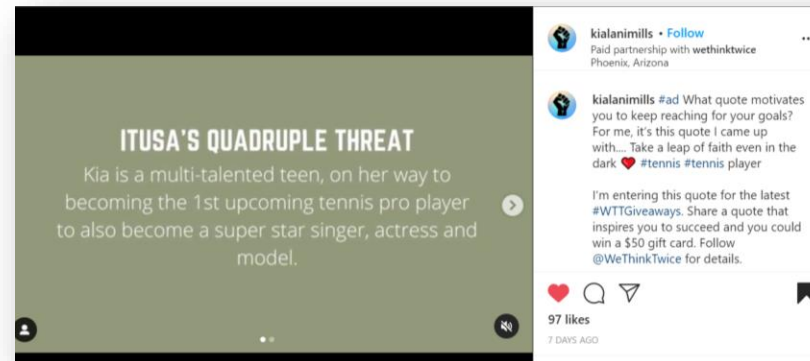 ITUSA'S QUADRUPLE THREAT
Kia is a multi-talented teen, on her way to
becoming the 1st upcoming tennis pro player
to also become a super star singer, actress and
model.
kialanimills • Follow
Paid partnership with wethinktwice
Phoenix, Arizona
kialanimills #ad What quote motivates
you to keep reaching for your goals?
For me, it's this quote I came up
with.... Take a leap of faith even in the
dark ❤️ #tennis #tennis player
I'm entering this quote for the latest
#WTTGiveaways. Share a quote that
inspires you to succeed and you could
win a $50 gift card. Follow
@WeThinkTwice for details.
97 likes
7 DAYS AGO